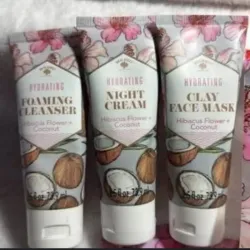 HYDRATING
FOAMING
CLEANSER
Hibiscus Flower +
Coconut
HYDRATING
NIGHT
CREAM
Hibiscus Flower +
Coconut
HYDRATING
CLAY
FACE MASK
Hibiscus Flower +
Coconut